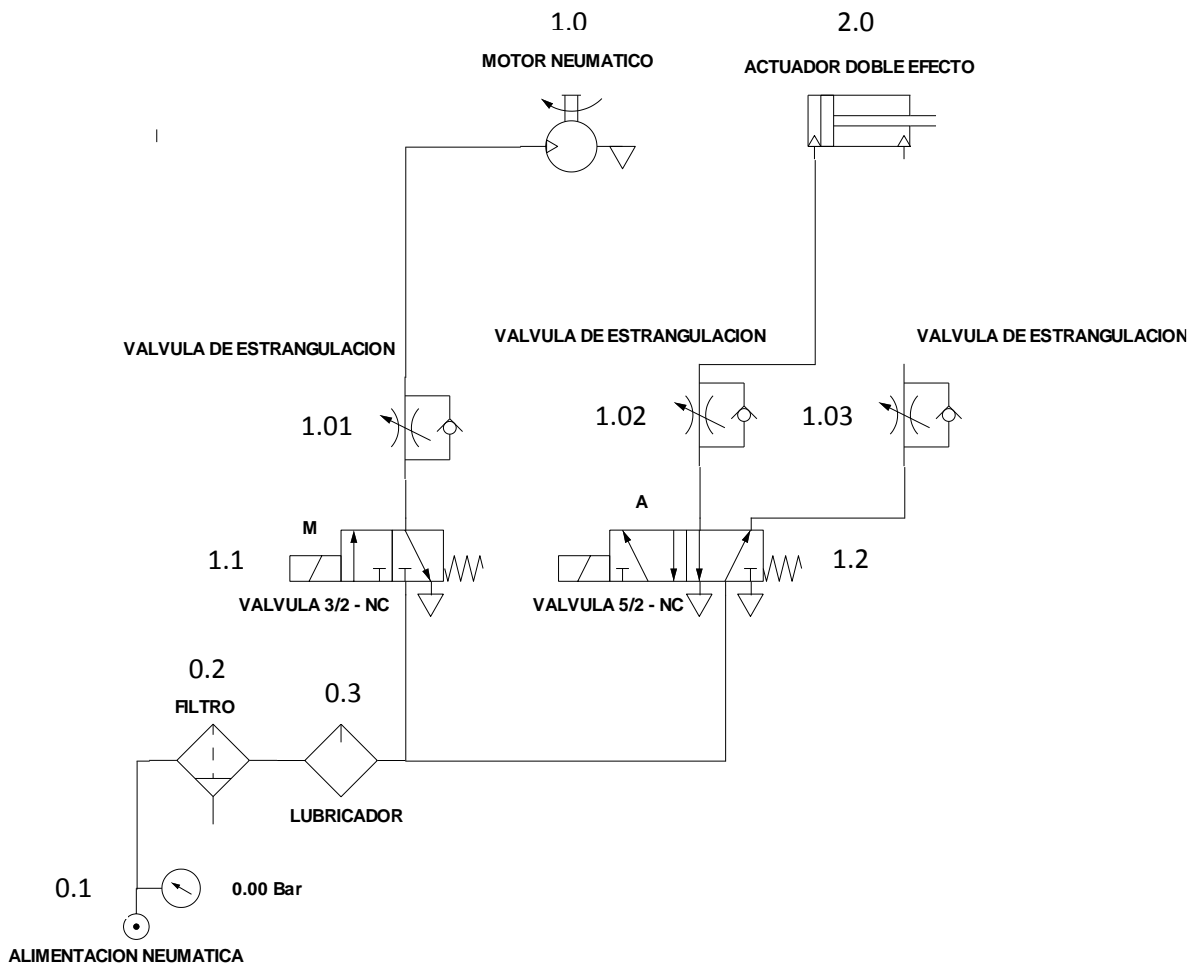 1.0
MOTOR NEUMATICO
2.0
ACTUADOR DOBLE EFECTO
VALVULA DE ESTRANGULACION
VALVULA DE ESTRANGULACION
VALVULA DE ESTRANGULACION
1.01
1.02
1.03
M
A
1.1
1.2
VALVULA 3/2 - NC
VALVULA 5/2 - NC
0.2
FILTRO
0.3
LUBRICADOR
0.1
0.00 Bar
ALIMENTACION NEUMATICA